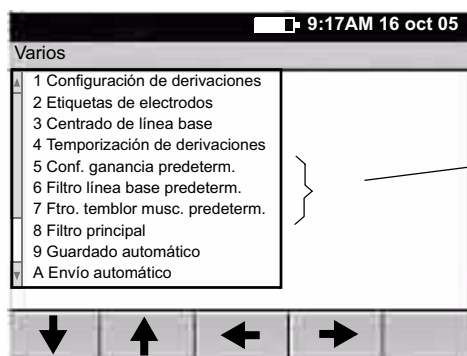 9:17AM 16 oct 05
Varios
1 Configuración de derivaciones
2 Etiquetas de electrodos
3 Centrado de línea base
4 Temporización de derivaciones
5 Conf. ganancia predeterm.
6 Filtro línea base predeterm.
7 Ftro. temblor musc. predeterm.
8 Filtro principal
9 Guardado automático
A Envío automático